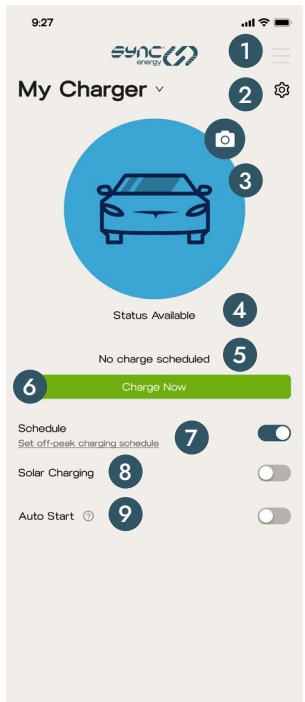 9:27
SYNC
energy
1
My Charger
2
3
Status Available
4
No charge scheduled
5
6
Charge Now
Schedule
Set off-peak charging schedule
7
Solar Charging
8
Auto Start ?
9